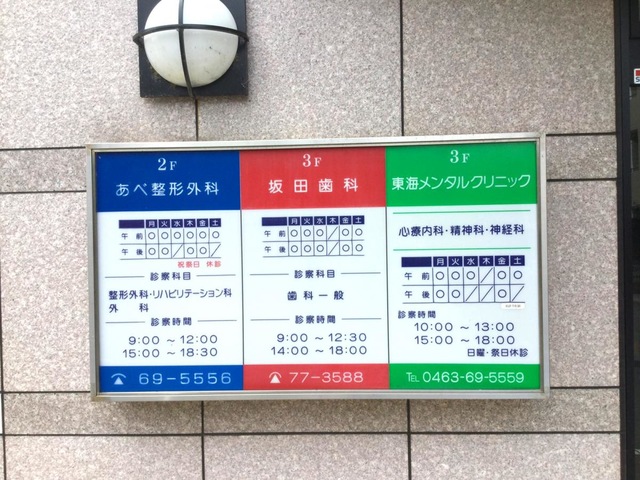 2F
あべ整形外科
月 火 水 木 金 土
午前 ○ ○ ○ ○ ○ ○
午後 ○ ○ ／ ○ ○ ／
祝祭日 休診
診察科目
整形外科・リハビリテーション科
外 科
診察時間
9:00 ～ 12:00
15:00 ～ 18:30
69-5556
3F
坂田歯科
月 火 水 木 金 土
午前 ○ ○ ○ ／ ○ ○
午後 ○ ○ ○ ／ ○ ○
診察科目
歯科一般
診察時間
9:00 ～ 12:30
14:00 ～ 18:00
77-3588
3F
東海メンタルクリニック
心療内科・精神科・神経科
月 火 水 木 金 土
午前 ○ ○ ○ ／ ○ ○
午後 ○ ○ ／ ／ ○
診察時間
10:00 ～ 13:00
15:00 ～ 18:00
日曜・祭日休診
TEL 0463-69-5559